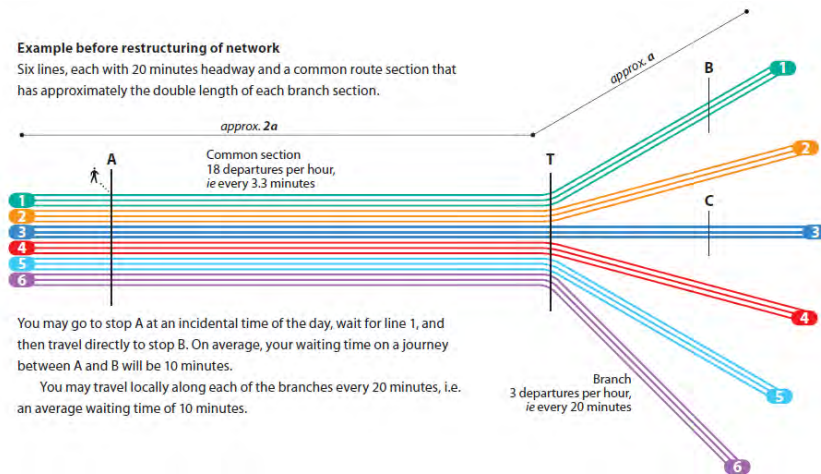 Example before restructuring of network
Six lines, each with 20 minutes headway and a common route section that
has approximately the double length of each branch section.
approx. a
B
1
approx. 2a
A
Common section
18 departures per hour,
ie every 3.3 minutes
T
2
C
1
2
3
3
4
5
6
4
You may go to stop A at an incidental time of the day, wait for line 1, and
then travel directly to stop B. On average, your waiting time on a journey
between A and B will be 10 minutes.
You may travel locally along each of the branches every 20 minutes, i.e.
an average waiting time of 10 minutes.
Branch
3 departures per hour,
ie every 20 minutes
5
6